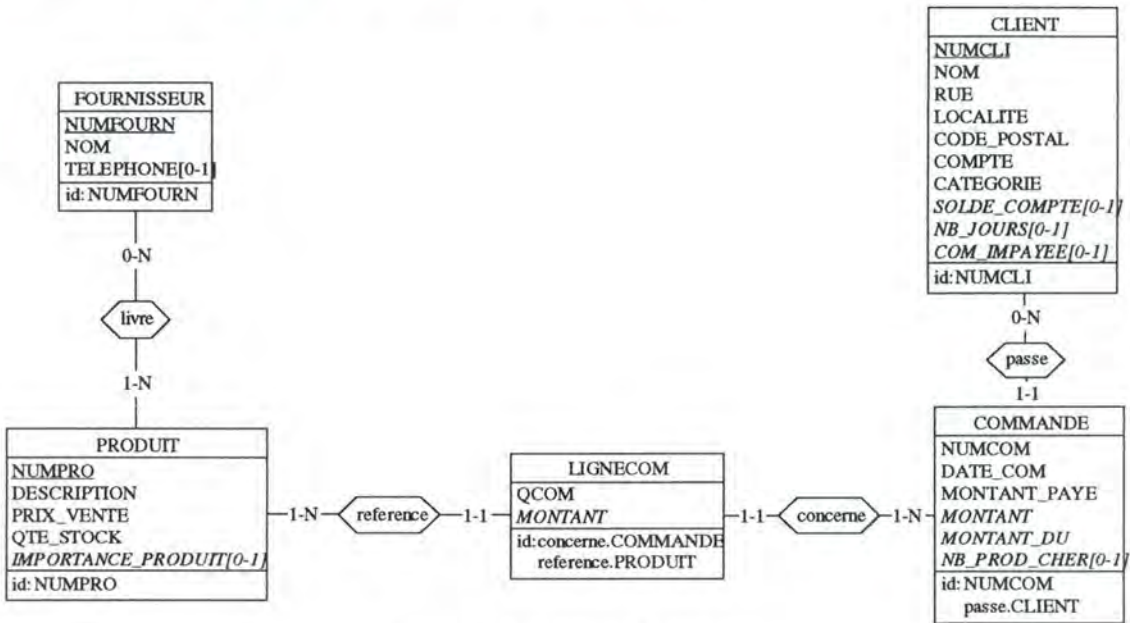 FOURNISSEUR
NUMFOURN
NOM
TELEPHONE[0-1]
id: NUMFOURN
0-N
livre
1-N
PRODUIT
NUMPRO
DESCRIPTION
PRIX_VENTE
QTE_STOCK
IMPORTANCE_PRODUIT[0-1]
id: NUMPRO
1-N
reference
1-1
LIGNECOM
QCOM
MONTANT
id:concerne.COMMANDE
reference.PRODUIT
1-1
concerne
1-N
CLIENT
NUMCLI
NOM
RUE
LOCALITE
CODE_POSTAL
COMPTE
CATEGORIE
SOLDE_COMPTE[0-1]
NB_JOURS[0-1]
COM_IMPAYEE[0-1]
id:NUMCLI
0-N
passe
1-1
COMMANDE
NUMCOM
DATE_COM
MONTANT_PAYE
MONTANT
MONTANT_DU
NB_PROD_CHER[0-1]
id: NUMCOM
passe.CLIENT